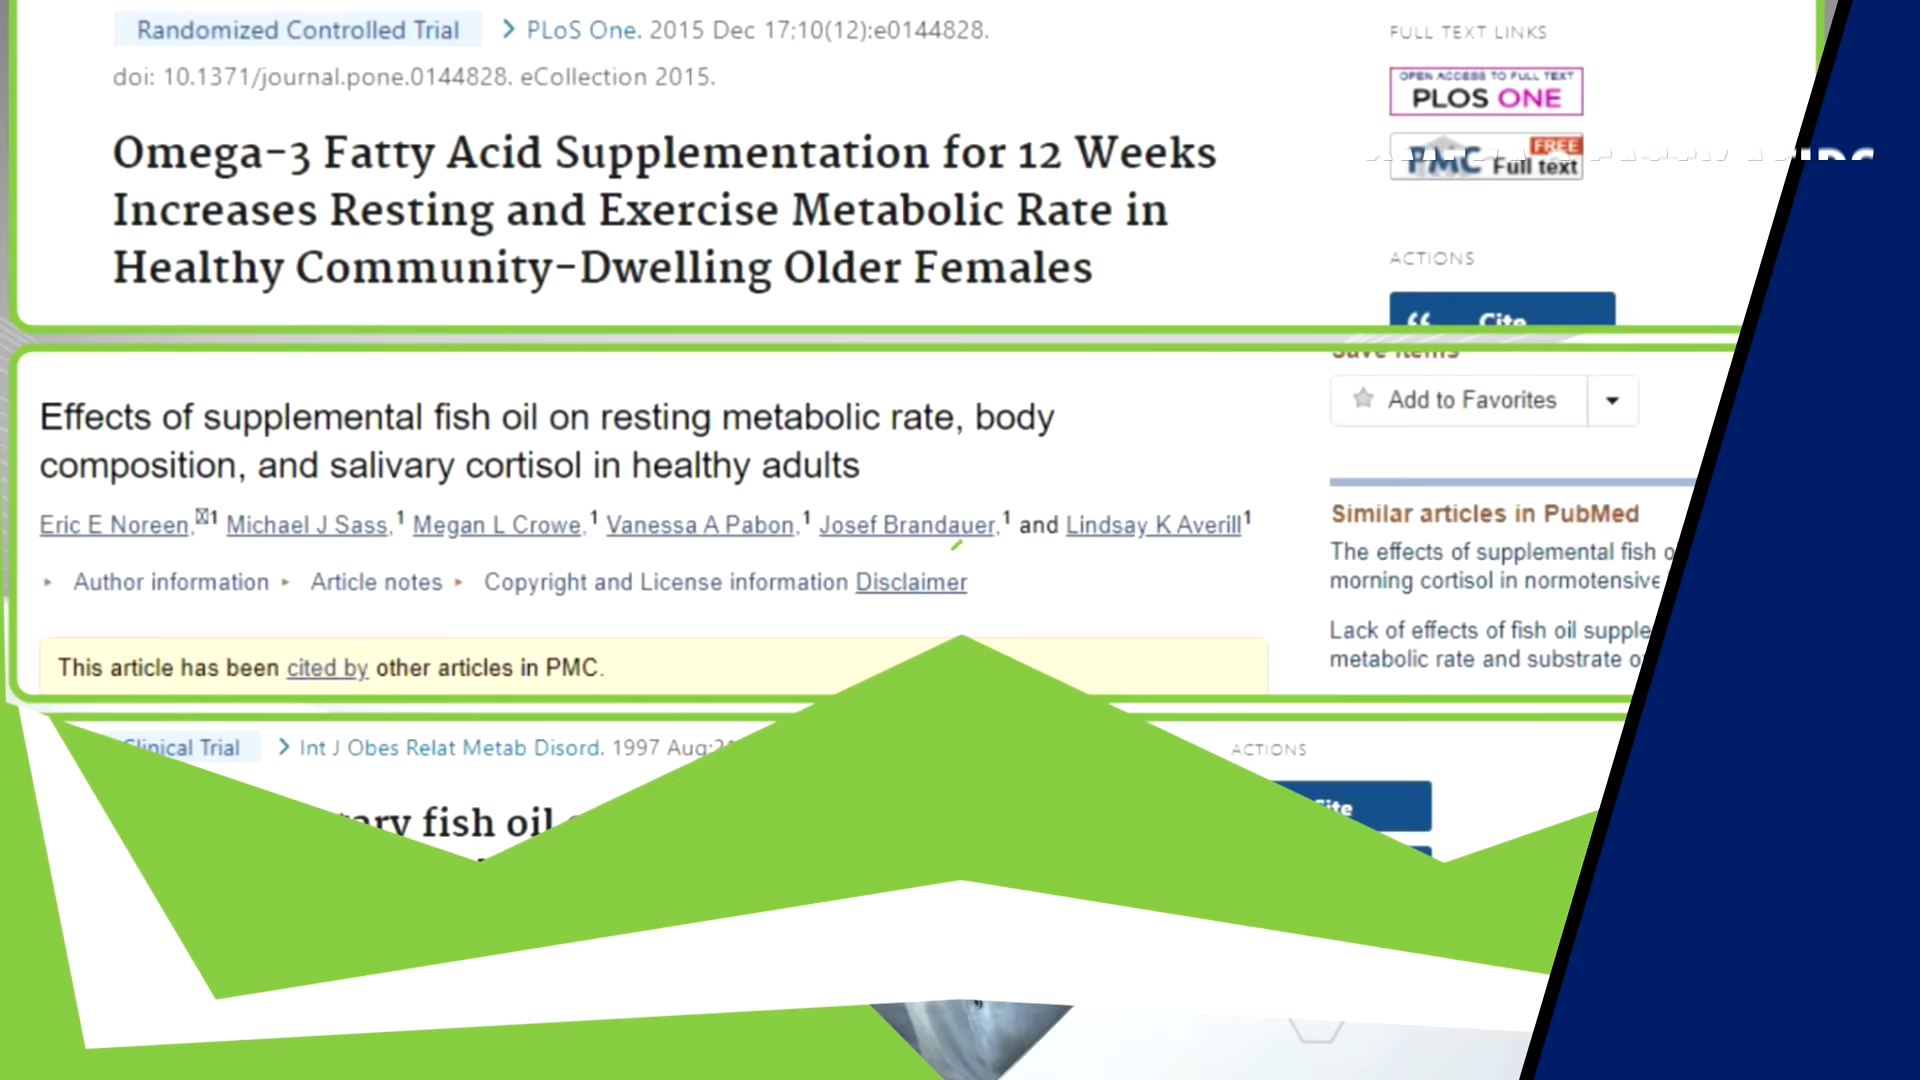 Randomized Controlled Trial > PLoS One. 2015 Dec 17;10(12):e0144828.
doi: 10.1371/journal.pone.0144828. eCollection 2015.
Omega-3 Fatty Acid Supplementation for 12 Weeks
Increases Resting and Exercise Metabolic Rate in
Healthy Community-Dwelling Older Females
FULL TEXT LINKS
OPEN ACCESS TO FULL TEXT
PLOS ONE
FREE
PMC Full text
ACTIONS
Cite
Effects of supplemental fish oil on resting metabolic rate, body
composition, and salivary cortisol in healthy adults
Eric E Noreen,1 Michael J Sass,1 Megan L Crowe,1 Vanessa A Pabon,1 Josef Brandauer,1 and Lindsay K Averill1
Author information Article notes Copyright and License information Disclaimer
This article has been cited by other articles in PMC.
Save items
Add to Favorites
Similar articles in PubMed
The effects of supplemental fish
morning cortisol in normotensive
Lack of effects of fish oil supple
metabolic rate and substrate
Clinical Trial > Int J Obes Relat Metab Disord. 1997 Aug;
fish oil
ACTIONS
Cite